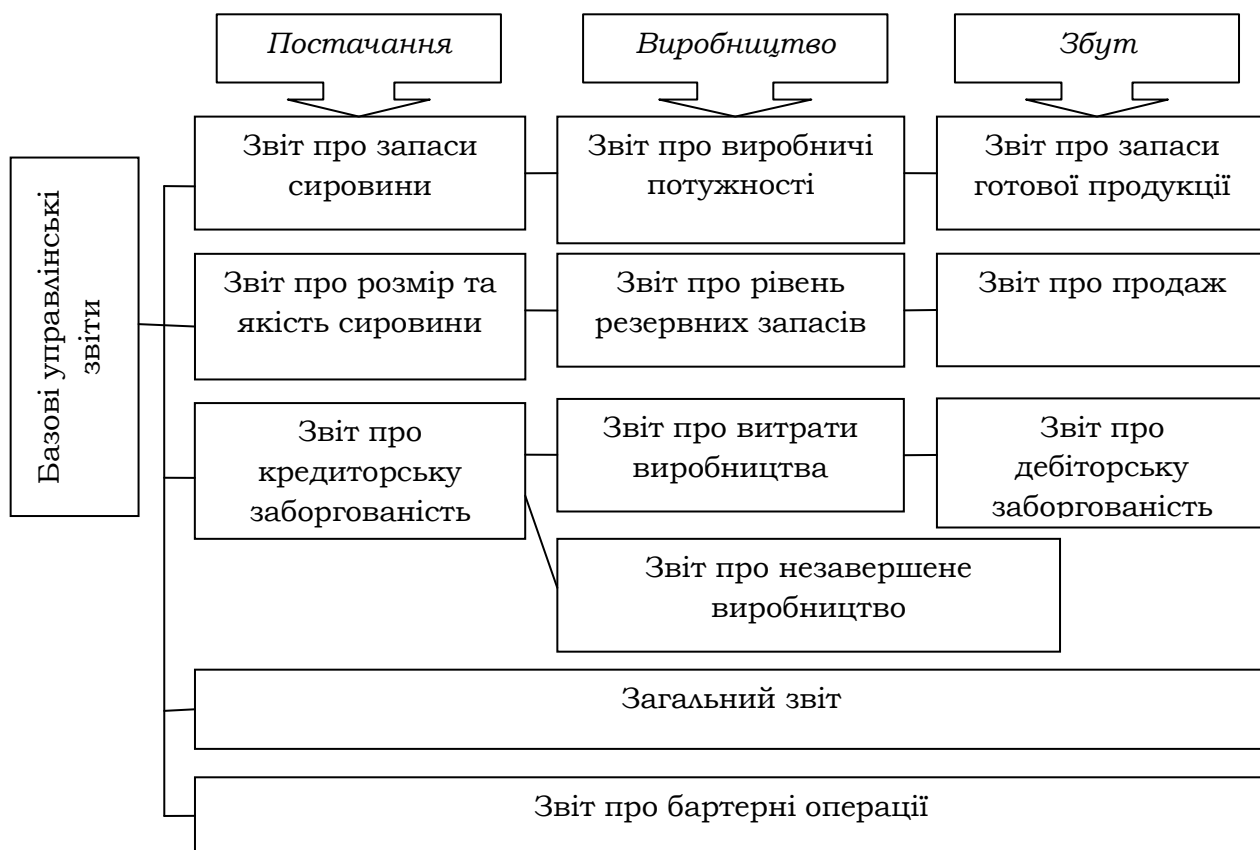 Постачання
Виробництво
Збут
Базові управлінські
звіти
Звіт про запаси
сировини
Звіт про виробничі
потужності
Звіт про запаси
готової продукції
Звіт про розмір та
якість сировини
Звіт про рівень
резервних запасів
Звіт про продаж
Звіт про
кредиторську
заборгованість
Звіт про витрати
виробництва
Звіт про
дебіторську
заборгованість
Звіт про незавершене
виробництво
Загальний звіт
Звіт про бартерні операції